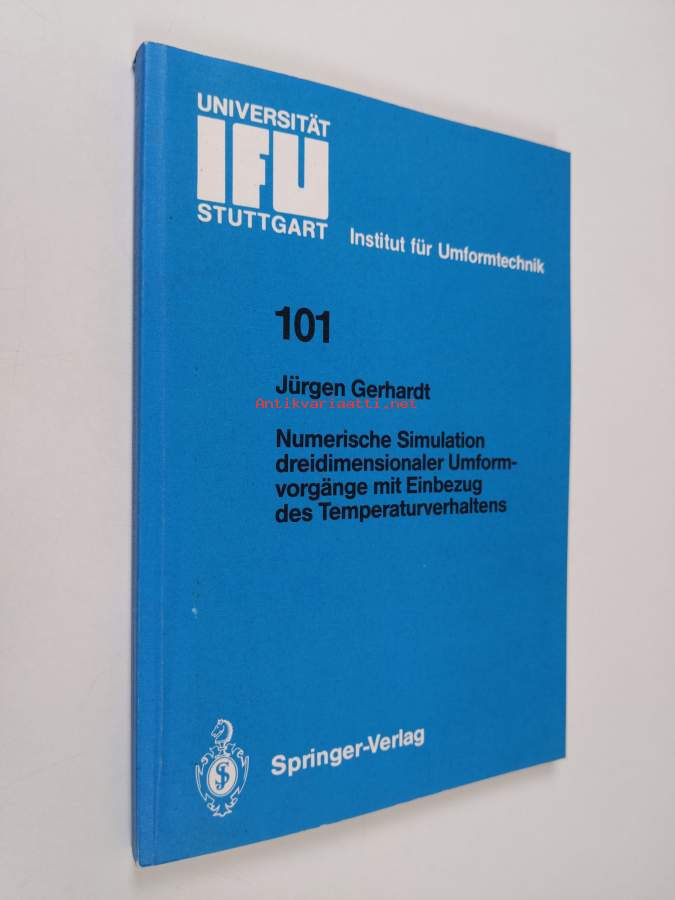 UNIVERSITÄT
IFU
STUTTGART
Institut für Umformtechnik
101
Jürgen Gerhardt
Antikvariaatti.net
Numerische Simulation
dreidimensionaler Umform-
vorgänge mit Einbezug
des Temperaturverhaltens
Springer-Verlag